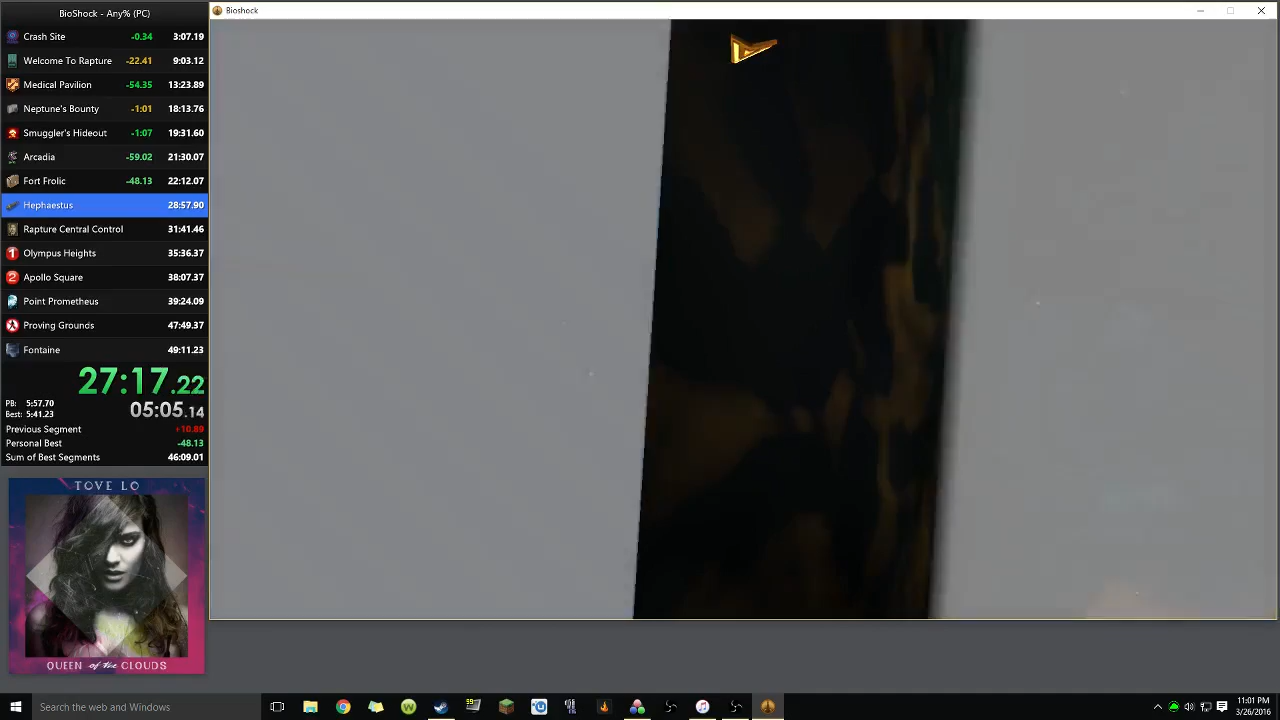 BioShock - Any% (PC)
Bioshock
Crash Site -0.34 3:07.19
Welcome To Rapture -22.41 9:03.12
Medical Pavilion -54.35 13:23.89
Neptune's Bounty -1:01 18:13.76
Smuggler's Hideout -1:07 19:31.60
Arcadia -59.02 21:30.07
Fort Frolic -48.13 22:12.07
Hephaestus 28:57.90
Rapture Central Control 31:41.46
1 Olympus Heights 35:36.37
2 Apollo Square 38:07.37
Point Prometheus 39:24.09
Proving Grounds 47:49.37
Fontaine 49:11.23
27:17.22
PB: 5:57.70
Best: 5:41.23
05:05.14
Previous Segment +10.89
Personal Best -48.13
Sum of Best Segments 46:09.01
TOVE LO
QUEEN of the CLOUDS
Search the web and Windows
11:01 PM
3/26/2016